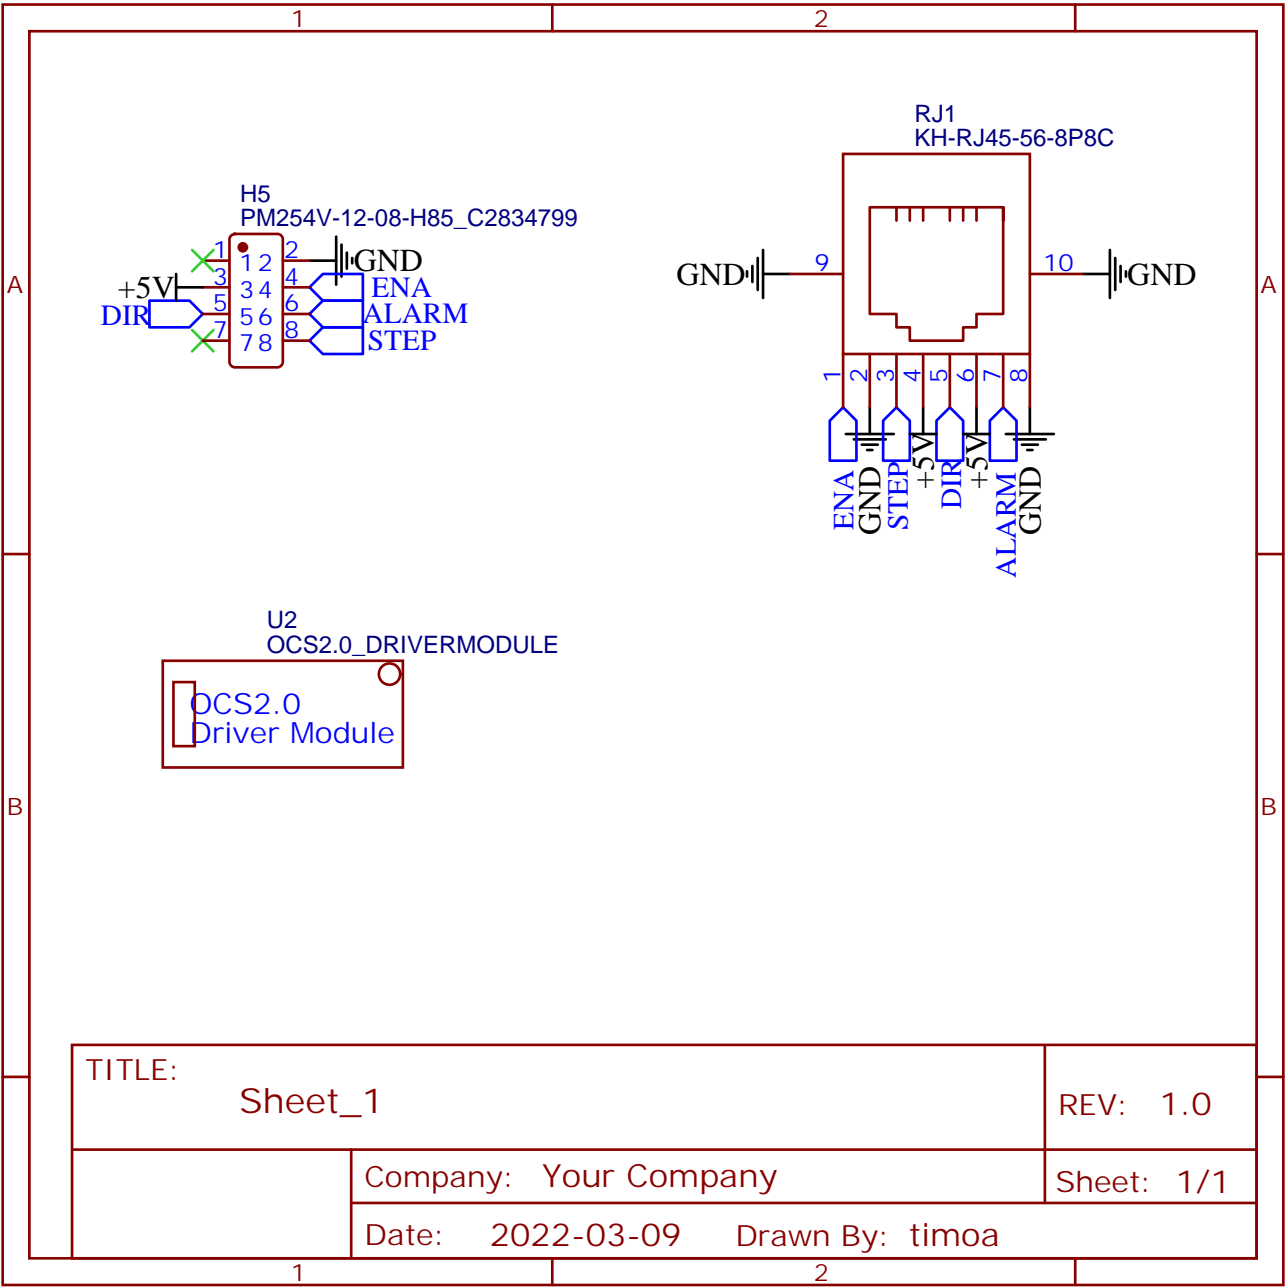 1 2
RJ1
KH-RJ45-56-8P8C
H5
PM254V-12-08-H85_C2834799
1 1 2 2 GND
+5V 3 3 4 4 ENA
DIR 5 5 6 6 ALARM
7 7 8 8 STEP
GND 9 10 GND
A A
1 2 3 4 5 6 7 8
ENA GND STEP +5V DIR +5V ALARM GND
U2
OCS2.0_DRIVERMODULE
OCS2.0
Driver Module
B B
TITLE:
Sheet_1
REV: 1.0
Company: Your Company
Sheet: 1/1
Date: 2022-03-09 Drawn By: timoa
1 2